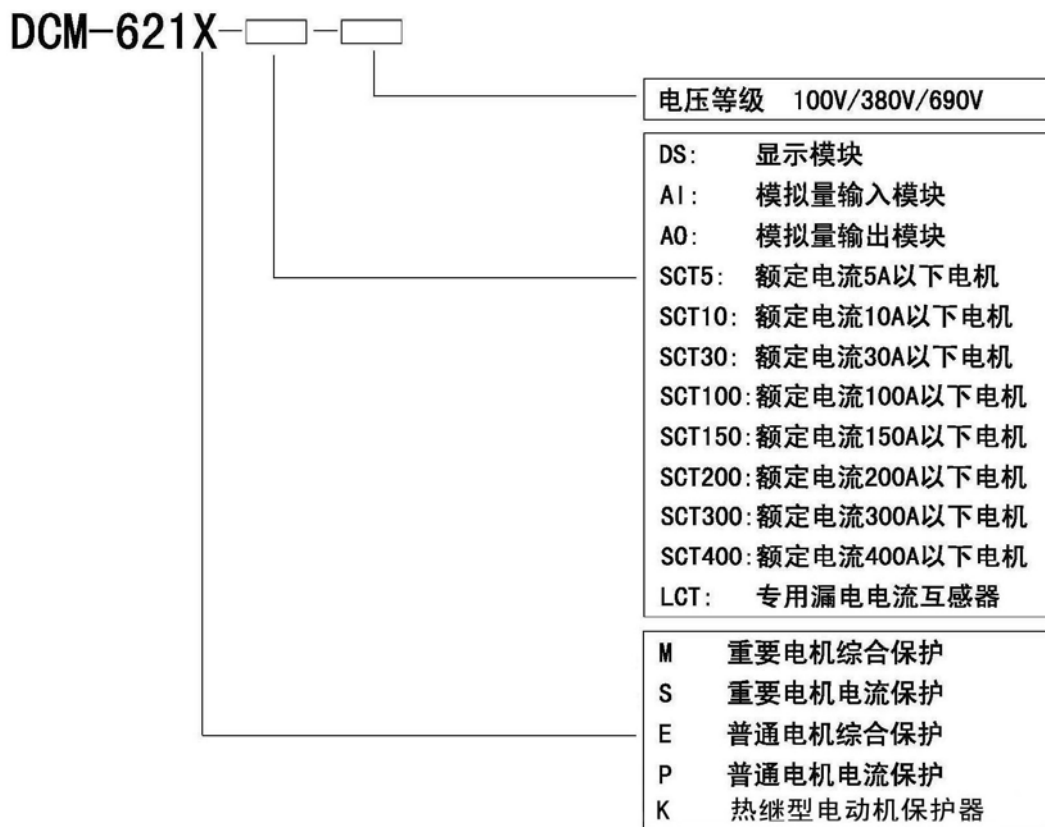 DCM-621X-□-□
电压等级 100V/380V/690V
DS: 显示模块
AI: 模拟量输入模块
AO: 模拟量输出模块
SCT5: 额定电流5A以下电机
SCT10: 额定电流10A以下电机
SCT30: 额定电流30A以下电机
SCT100:额定电流100A以下电机
SCT150:额定电流150A以下电机
SCT200:额定电流200A以下电机
SCT300:额定电流300A以下电机
SCT400:额定电流400A以下电机
LCT: 专用漏电电流互感器
M 重要电机综合保护
S 重要电机电流保护
E 普通电机综合保护
P 普通电机电流保护
K 热继型电动机保护器